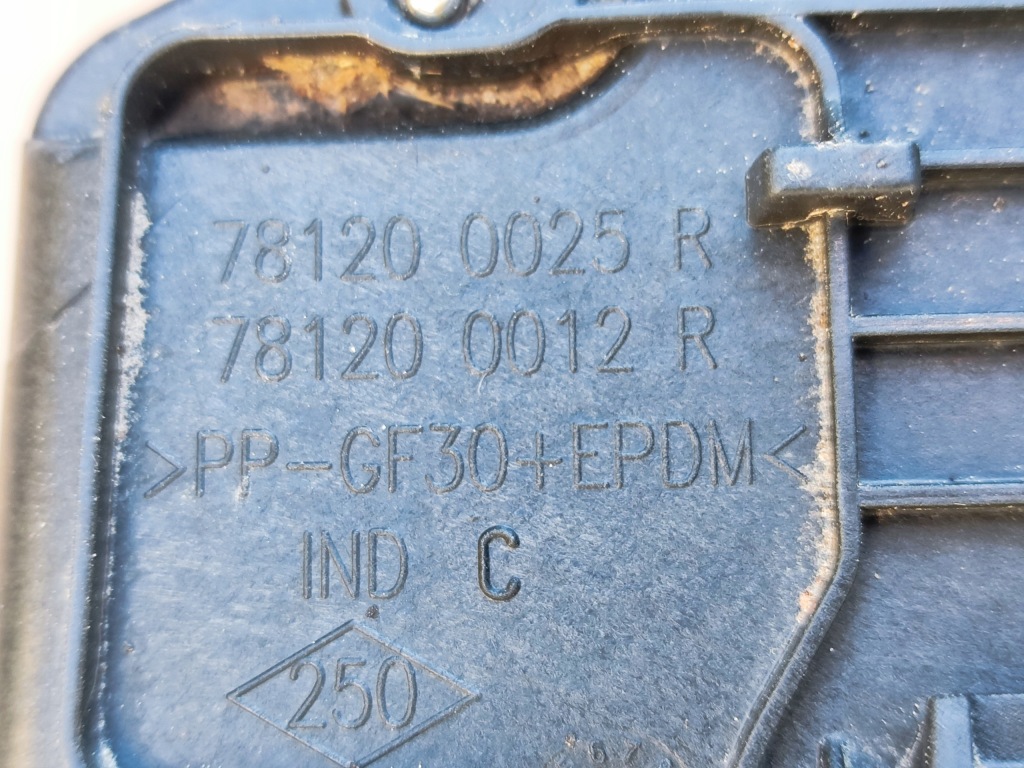 78120 0025 R
78120 0012 R
>PP-GF30+EPDM<
IND C
250